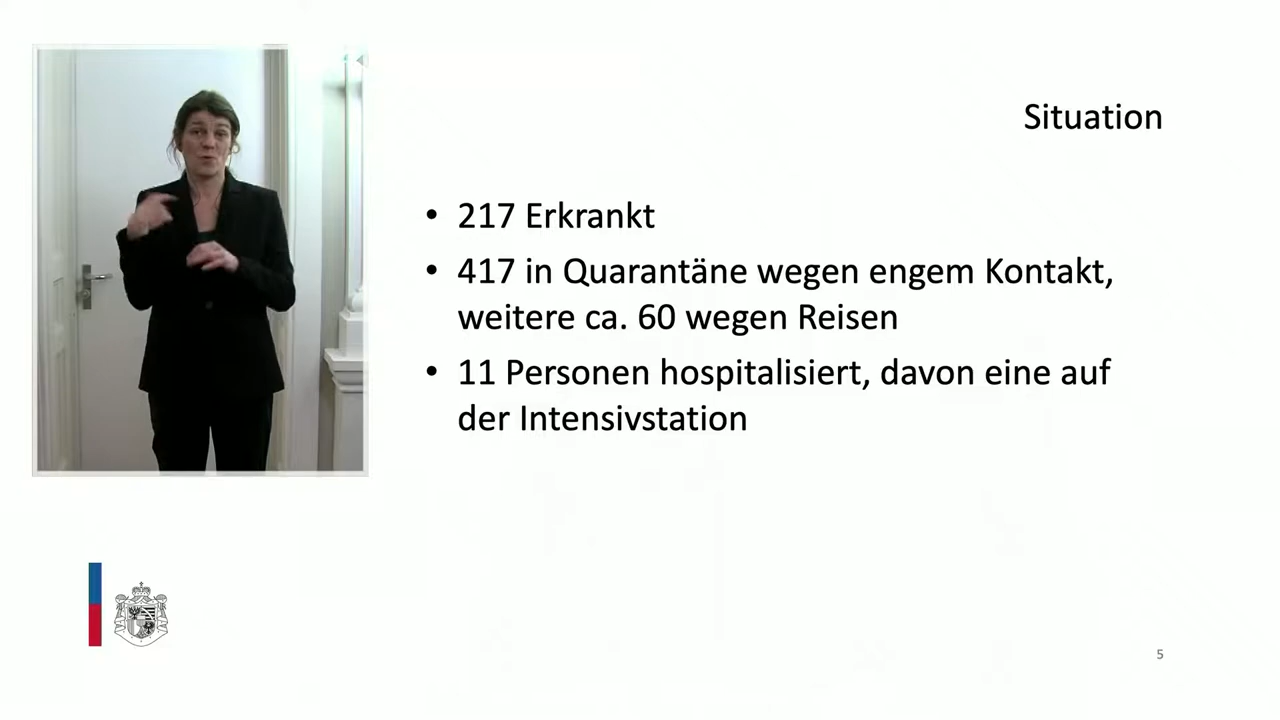 Situation
• 217 Erkrankt
• 417 in Quarantäne wegen engem Kontakt,
weitere ca. 60 wegen Reisen
• 11 Personen hospitalisiert, davon eine auf
der Intensivstation
5